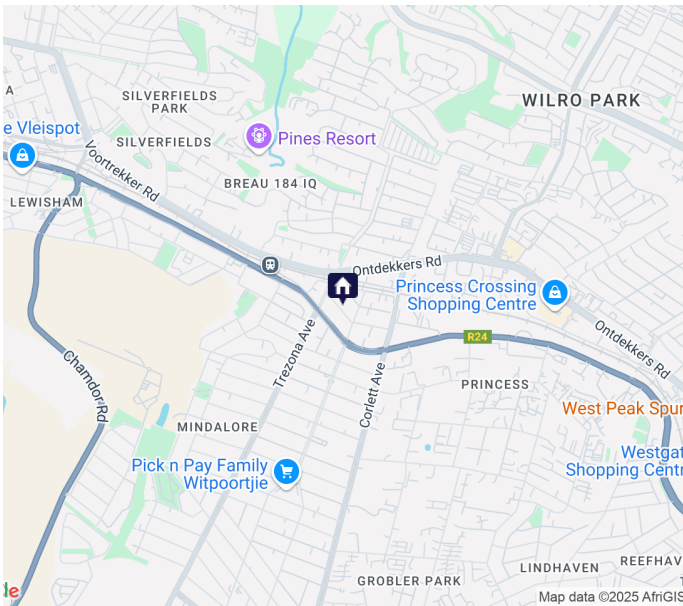 SILVERFIELDS
PARK
WILRO PARK
A
e Vleispot
Pines Resort
SILVERFIELDS
Voortrekker Rd
BREAU 184 IQ
LEWISHAM
Ontdekkers Rd
Princess Crossing
Shopping Centre
R24
Ontdekkers Rd
Trezona Ave
Chamdor Rd
Corlett Ave
PRINCESS
West Peak Spur
MINDALORE
Pick n Pay Family
Witpoortjie
Westgat
Shopping Centr
REEFHAV
LINDHAVEN
GROBLER PARK
T
le
Map data ©2025 AfriGIS